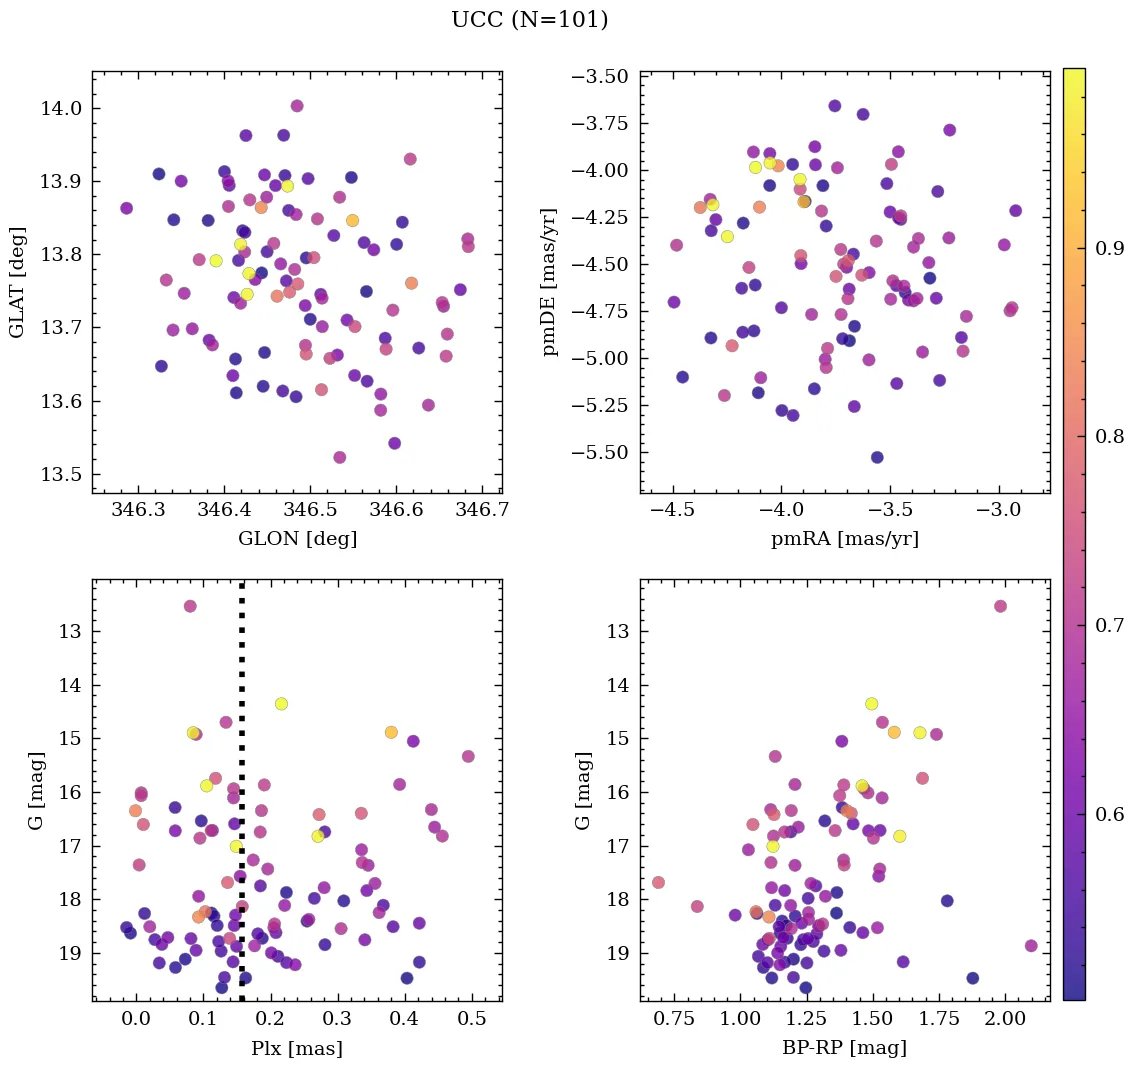 UCC (N=101)
14.0
13.9
13.8
13.7
13.6
13.5
GLAT [deg]
346.3 346.4 346.5 346.6 346.7
GLON [deg]
−3.50
−3.75
−4.00
−4.25
−4.50
−4.75
−5.00
−5.25
−5.50
pmDE [mas/yr]
−4.5 −4.0 −3.5 −3.0
pmRA [mas/yr]
13
14
15
16
17
18
19
G [mag]
0.0 0.1 0.2 0.3 0.4 0.5
Plx [mas]
13
14
15
16
17
18
19
G [mag]
0.75 1.00 1.25 1.50 1.75 2.00
BP-RP [mag]
0.9
0.8
0.7
0.6